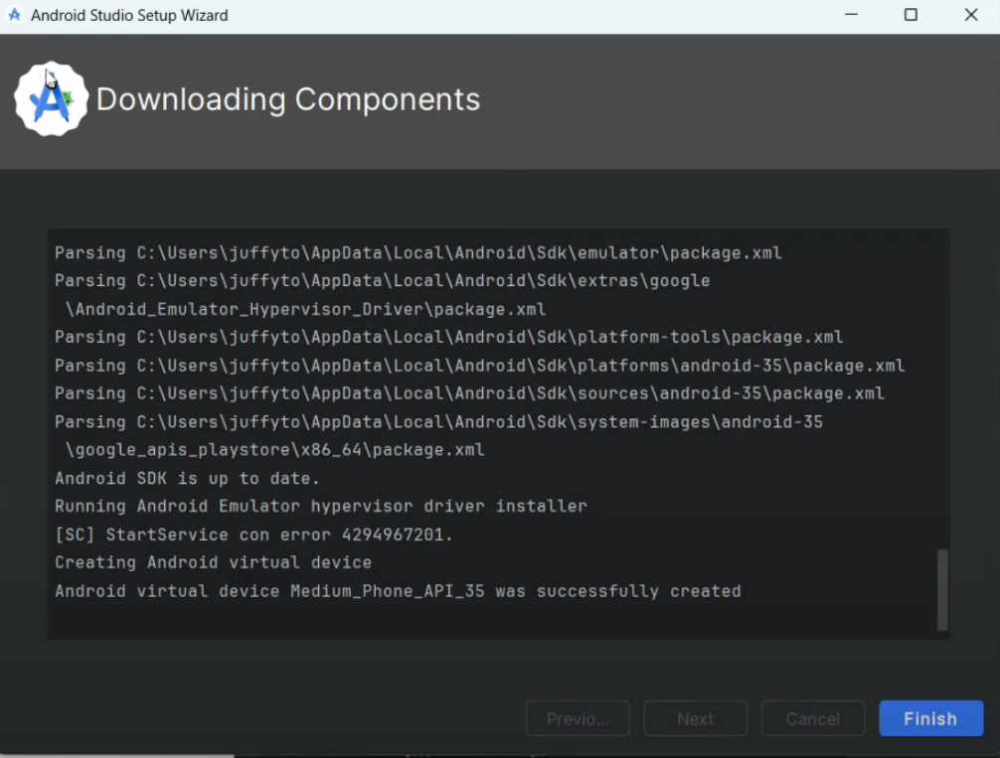 Android Studio Setup Wizard
Downloading Components
Parsing C:\Users\juffyto\AppData\Local\Android\Sdk\emulator\package.xml
Parsing C:\Users\juffyto\AppData\Local\Android\Sdk\extras\google
\Android_Emulator_Hypervisor_Driver\package.xml
Parsing C:\Users\juffyto\AppData\Local\Android\Sdk\platform-tools\package.xml
Parsing C:\Users\juffyto\AppData\Local\Android\Sdk\platforms\android-35\package.xml
Parsing C:\Users\juffyto\AppData\Local\Android\Sdk\sources\android-35\package.xml
Parsing C:\Users\juffyto\AppData\Local\Android\Sdk\system-images\android-35
\google_apis_playstore\x86_64\package.xml
Android SDK is up to date.
Running Android Emulator hypervisor driver installer
[SC] StartService con error 4294967201.
Creating Android virtual device
Android virtual device Medium_Phone_API_35 was successfully created
Previo... Next Cancel Finish